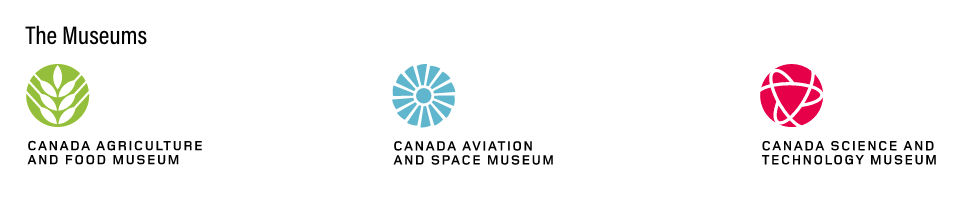 The Museums
CANADA AGRICULTURE
AND FOOD MUSEUM
CANADA AVIATION
AND SPACE MUSEUM
CANADA SCIENCE AND
TECHNOLOGY MUSEUM